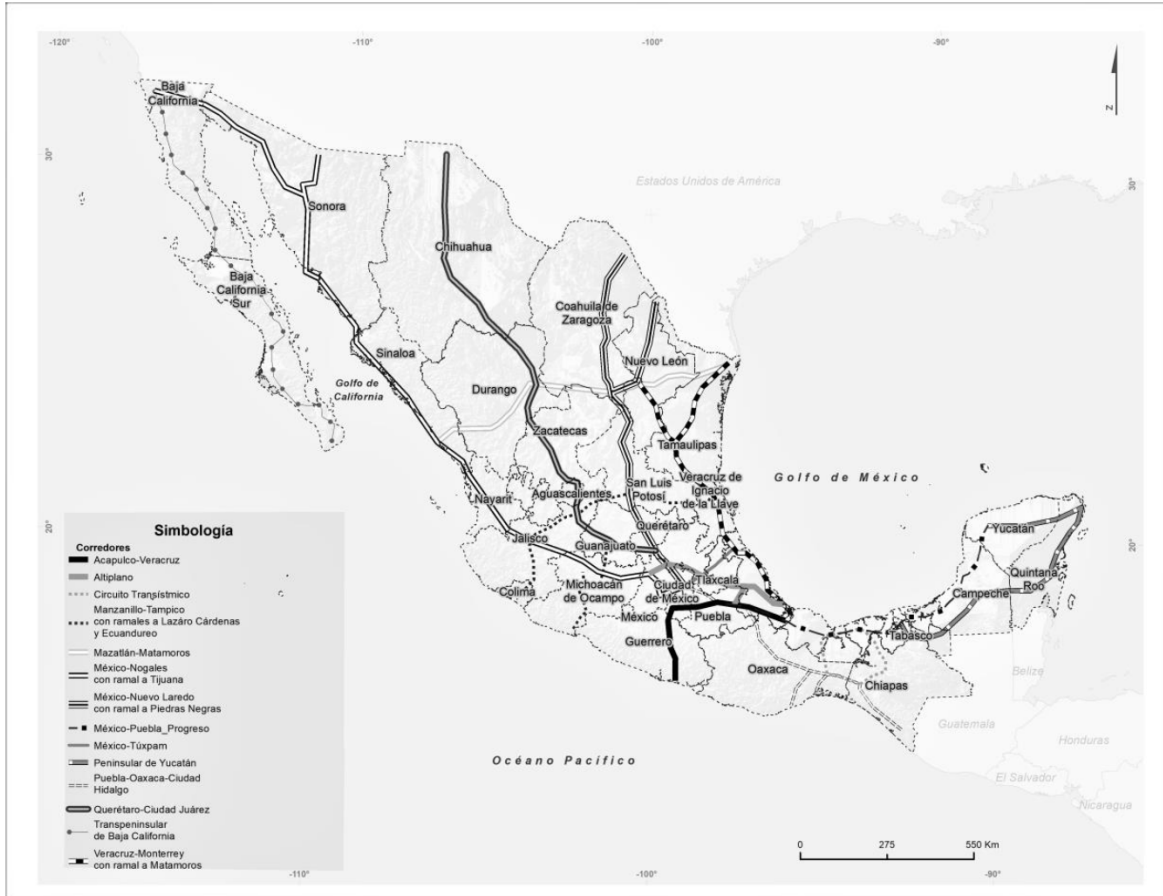 -120°
-110°
-100°
-90°
N
30°
30°
20°
20°
-110°
-100°
-90°
Estados Unidos de América
Baja
California
Sonora
Chihuahua
Baja
California
Sur
Coahuila de
Zaragoza
Nuevo León
Sinaloa
Golfo de
California
Durango
Zacatecas
Tamaulipas
Golfo de México
San Luis
Potosí
Veracruz de
Ignacio
de la Llave
Nayarit
Aguascalientes
Querétaro
Jalisco
Guanajuato
Yucatán
Quintana
Roo
Campeche
Colima
Michoacán
de Ocampo
Ciudad
de México
Tlaxcala
México
Puebla
Guerrero
Tabasco
Oaxaca
Chiapas
Belize
Guatemala
Honduras
El Salvador
Nicaragua
Océano Pacífico
0 275 550 Km
Simbología
Corredores
Acapulco-Veracruz
Altiplano
Circuito Transístmico
Manzanillo-Tampico
con ramales a Lázaro Cárdenas
y Ecuandureo
Mazatlán-Matamoros
México-Nogales
con ramal a Tijuana
México-Nuevo Laredo
con ramal a Piedras Negras
México-Puebla_Progreso
México-Túxpam
Peninsular de Yucatán
Puebla-Oaxaca-Ciudad
Hidalgo
Querétaro-Ciudad Juárez
Transpeninsular
de Baja California
Veracruz-Monterrey
con ramal a Matamoros